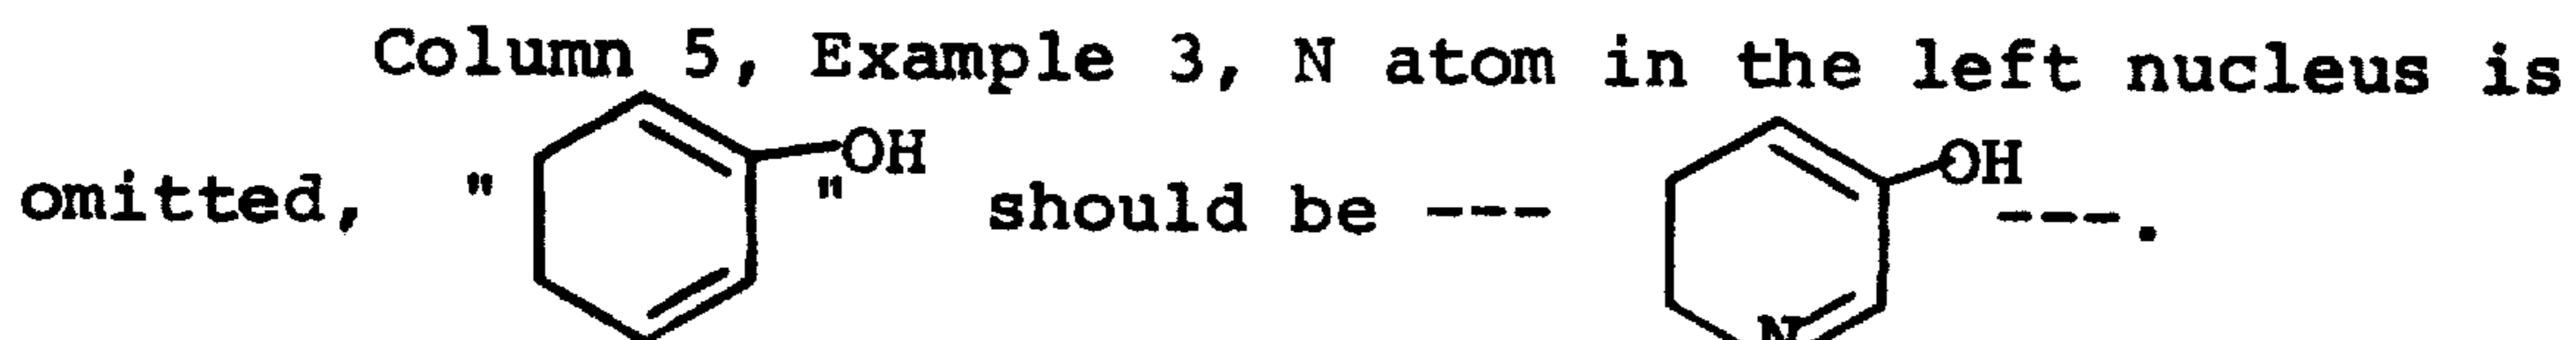 Column 5, Example 3, N atom in the left nucleus is
omitted, " OH " should be --- OH ---.
N